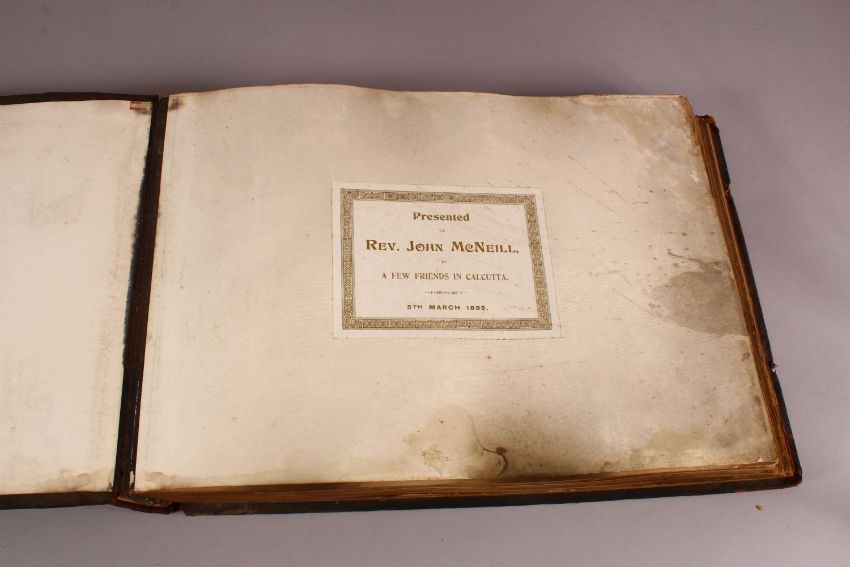 Presented
TO
REV. JOHN MCNEILL,
BY
A FEW FRIENDS IN CALCUTTA.
5TH MARCH 1895.